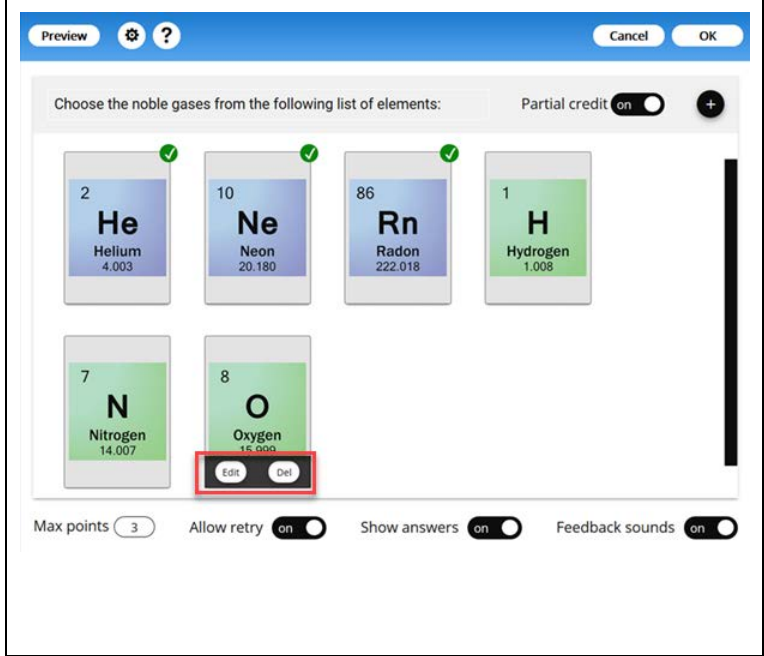 Preview ? Cancel OK
Choose the noble gases from the following list of elements: Partial credit on +
2
He
Helium
4.003
10
Ne
Neon
20.180
86
Rn
Radon
222.018
1
H
Hydrogen
1.008
7
N
Nitrogen
14.007
8
O
Oxygen
15.999
Edit Del
Max points 3 Allow retry on Show answers on Feedback sounds on